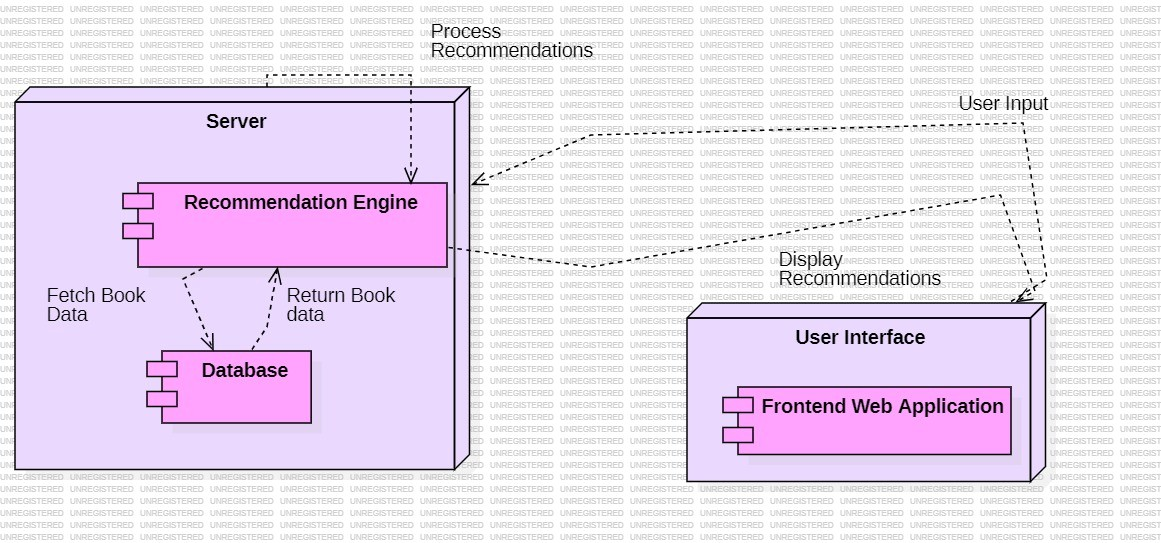 Process
Recommendations
User Input
Server
Recommendation Engine
Display
Recommendations
Fetch Book
Data
Return Book
data
User Interface
Database
Frontend Web Application
UNREGISTERED